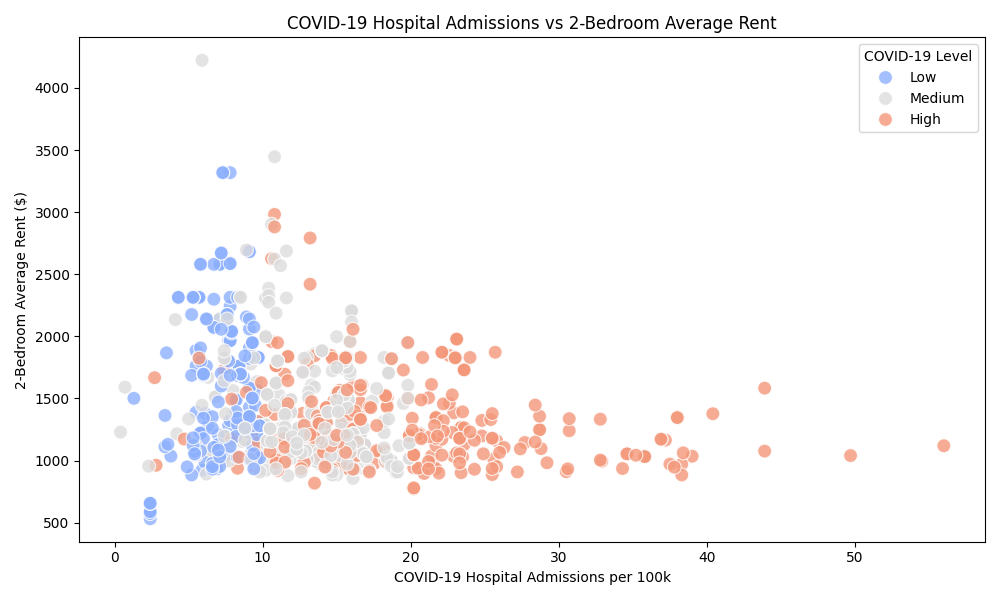 COVID-19 Hospital Admissions vs 2-Bedroom Average Rent
COVID-19 Level
Low
Medium
High
2-Bedroom Average Rent ($)
4000
3500
3000
2500
2000
1500
1000
500
0 10 20 30 40 50
COVID-19 Hospital Admissions per 100k